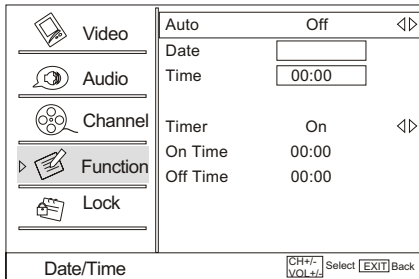 Video
Audio
Channel
Function
Lock
Auto Off
Date
Time 00:00
Timer On
On Time 00:00
Off Time 00:00
Date/Time
CH+/-
VOL+/- Select EXIT Back